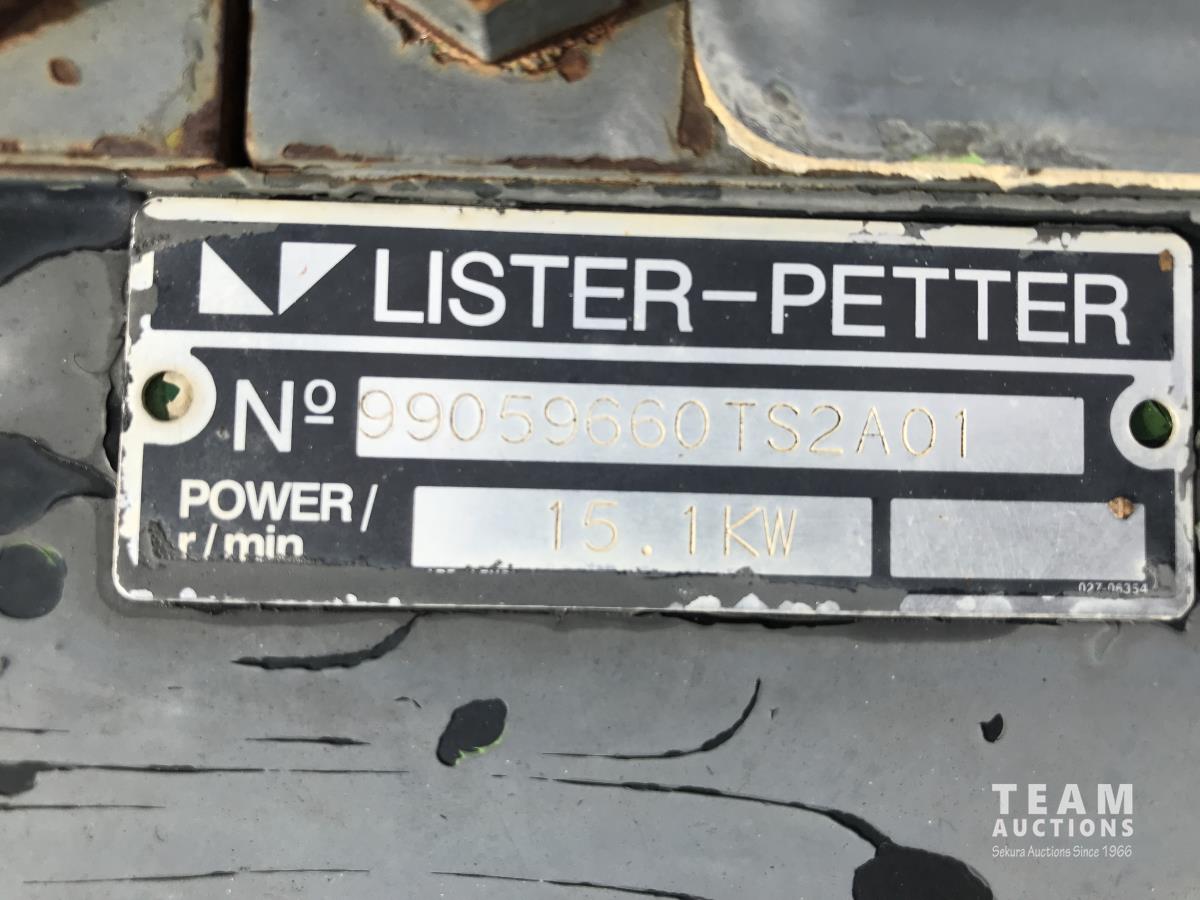 LISTER-PETTER
Nº 99059660TS2A01
POWER/ 15.1KW
r/min
027-06354
TEAM
AUCTIONS
Sekura Auctions Since 1966